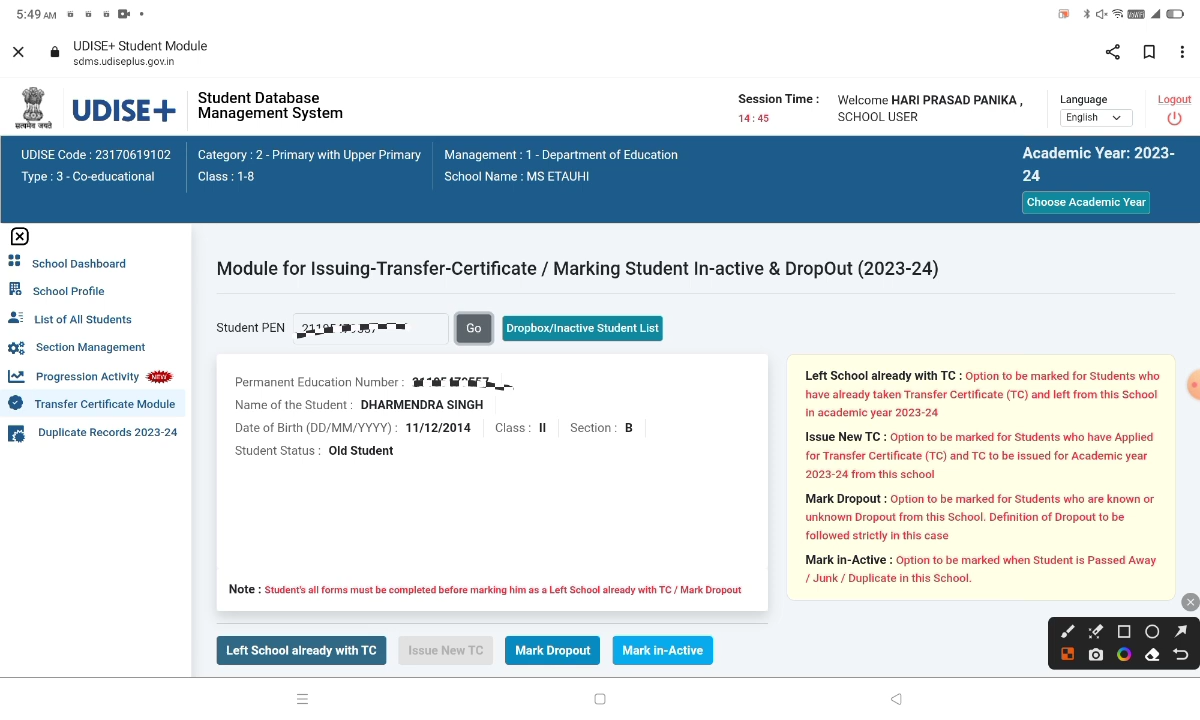 5:49 AM
UDISE+ Student Module
sdms.udiseplus.gov.in
सत्यमेव जयते
UDISE+
Student Database
Management System
Session Time :
14 : 45
Welcome HARI PRASAD PANIKA ,
SCHOOL USER
Language
English
Logout
UDISE Code : 23170619102
Type : 3 - Co-educational
Category : 2 - Primary with Upper Primary
Class : 1-8
Management : 1 - Department of Education
School Name : MS ETAUHI
Academic Year: 2023-
24
Choose Academic Year
School Dashboard
School Profile
List of All Students
Section Management
Progression Activity NEW
Transfer Certificate Module
Duplicate Records 2023-24
Module for Issuing-Transfer-Certificate / Marking Student In-active & DropOut (2023-24)
Student PEN
Go
Dropbox/Inactive Student List
Permanent Education Number :
Name of the Student : DHARMENDRA SINGH
Date of Birth (DD/MM/YYYY) : 11/12/2014 Class : II Section : B
Student Status : Old Student
Note : Student's all forms must be completed before marking him as a Left School already with TC / Mark Dropout
Left School already with TC : Option to be marked for Students who
have already taken Transfer Certificate (TC) and left from this School
in academic year 2023-24
Issue New TC : Option to be marked for Students who have Applied
for Transfer Certificate (TC) and TC to be issued for Academic year
2023-24 from this school
Mark Dropout : Option to be marked for Students who are known or
unknown Dropout from this School. Definition of Dropout to be
followed strictly in this case
Mark in-Active : Option to be marked when Student is Passed Away
/ Junk / Duplicate in this School.
Left School already with TC
Issue New TC
Mark Dropout
Mark in-Active